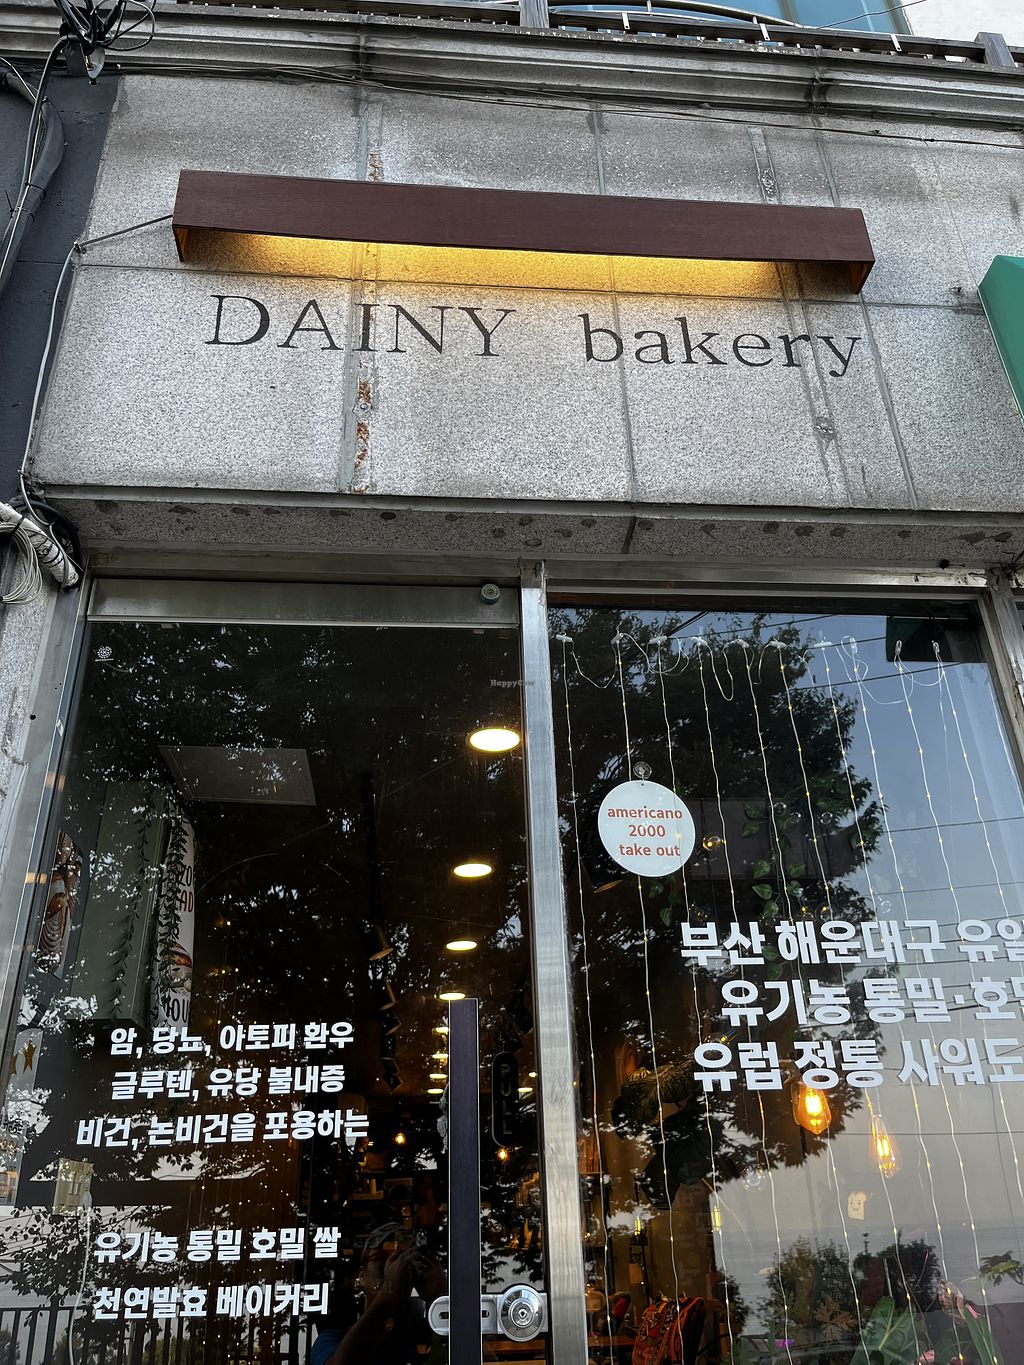 DAINY bakery
HappyCow
americano
2000
take out
부산 해운대구
유기농 통밀·호밀
유럽 정통 사워도
암, 당뇨, 아토피 환우
글루텐, 유당 불내증
비건, 논비건을 포용하는
유기농 통밀 호밀 쌀
천연발효 베이커리
PULL